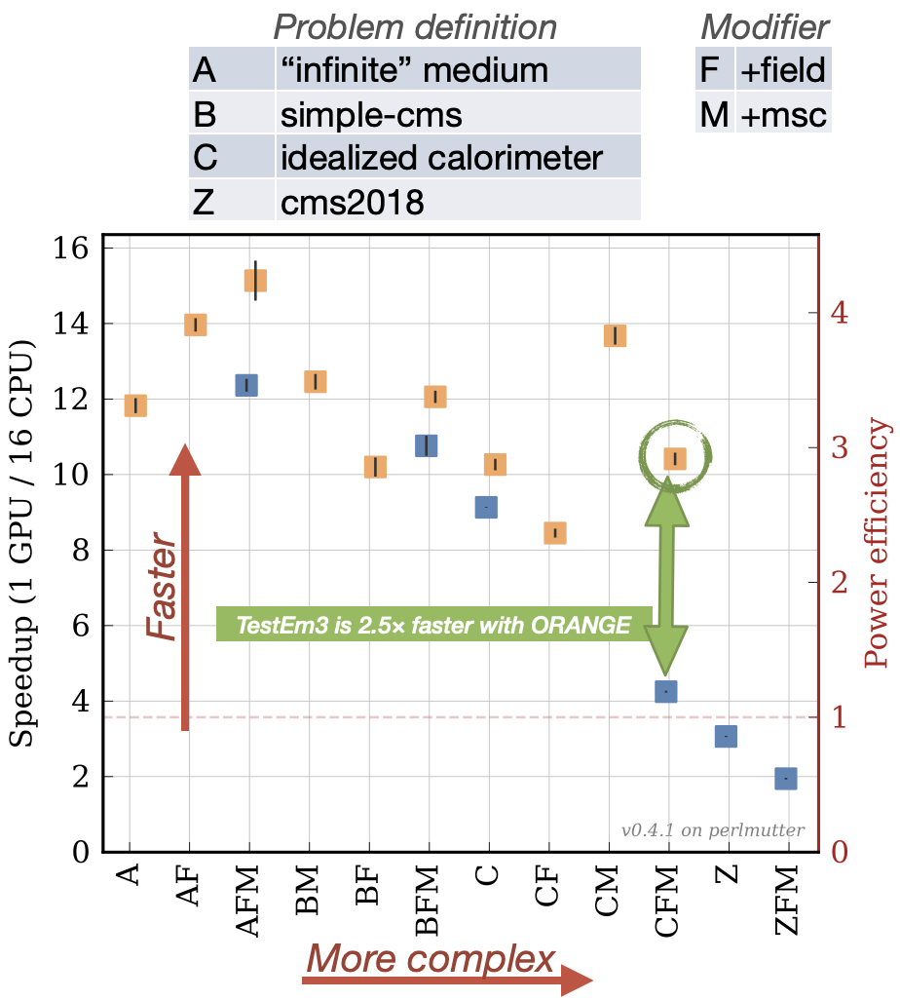 Problem definition
Modifier
A “infinite” medium
B simple-cms
C idealized calorimeter
Z cms2018
F +field
M +msc
16
14
12
10
8
6
4
2
0
Speedup (1 GPU / 16 CPU)
Faster
TestEm3 is 2.5× faster with ORANGE
v0.4.1 on perlmutter
4
3
2
1
0
Power efficiency
A
AF
AFM
BM
BF
BFM
C
CF
CM
CFM
Z
ZFM
More complex